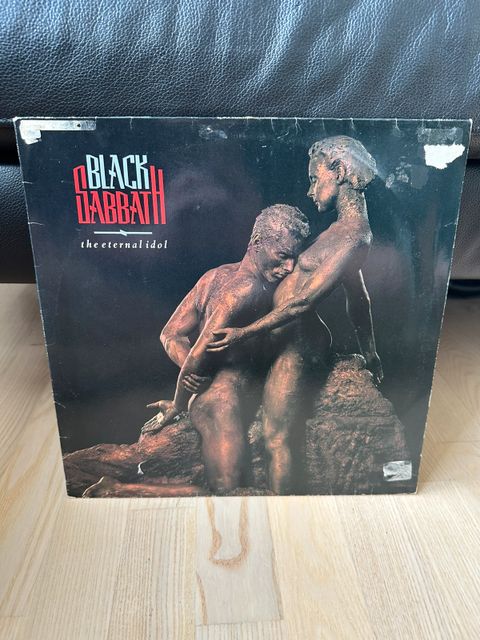 BLACK
SABBATH
the eternal idol